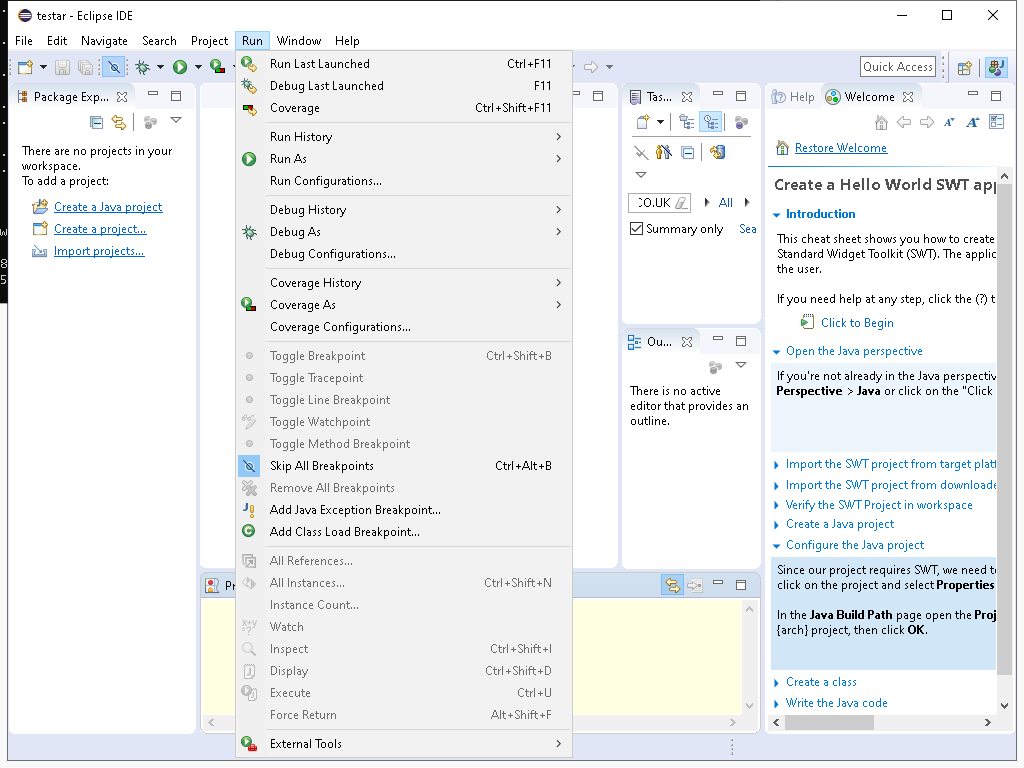 testar - Eclipse IDE
File Edit Navigate Search Project Run Window Help
Quick Access
Package Exp...
There are no projects in your
workspace.
To add a project:
Create a Java project
Create a project...
Import projects...
Run Last Launched Ctrl+F11
Debug Last Launched F11
Coverage Ctrl+Shift+F11
Run History
Run As
Run Configurations...
Debug History
Debug As
Debug Configurations...
Coverage History
Coverage As
Coverage Configurations...
Toggle Breakpoint Ctrl+Shift+B
Toggle Tracepoint
Toggle Line Breakpoint
Toggle Watchpoint
Toggle Method Breakpoint
Skip All Breakpoints Ctrl+Alt+B
Remove All Breakpoints
Add Java Exception Breakpoint...
Add Class Load Breakpoint...
All References...
All Instances... Ctrl+Shift+N
Instance Count...
Watch
Inspect Ctrl+Shift+I
Display Ctrl+Shift+D
Execute Ctrl+U
Force Return Alt+Shift+F
External Tools
Pr
Tas...
CO.UK All
Summary only Sea
Ou...
There is no active
editor that provides an
outline.
Help Welcome
Restore Welcome
Create a Hello World SWT app
Introduction
This cheat sheet shows you how to create
Standard Widget Toolkit (SWT). The applic
the user.
If you need help at any step, click the (?) t
Click to Begin
Open the Java perspective
If you're not already in the Java perspectiv
Perspective > Java or click on the "Click
Import the SWT project from target platf
Import the SWT project from downloade
Verify the SWT Project in workspace
Create a Java project
Configure the Java project
Since our project requires SWT, we need to
click on the project and select Properties
In the Java Build Path page open the Proj
{arch} project, then click OK.
Create a class
Write the Java code